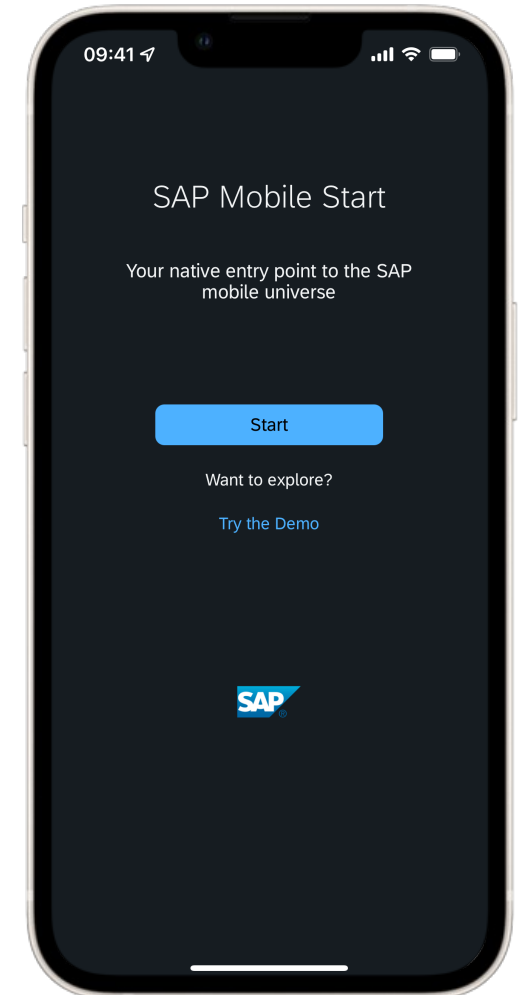 09:41
SAP Mobile Start
Your native entry point to the SAP
mobile universe
Start
Want to explore?
Try the Demo
SAP®